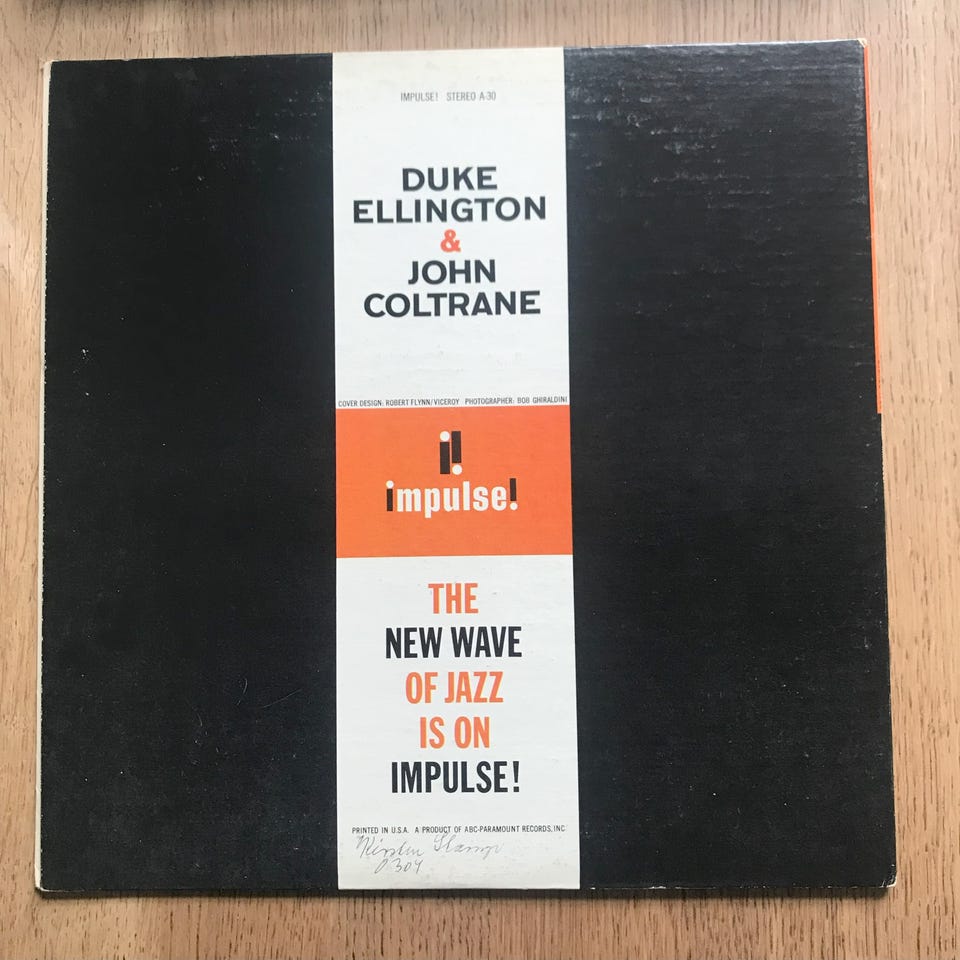 IMPULSE! STEREO A-30
DUKE
ELLINGTON
&
JOHN
COLTRANE
COVER DESIGN: ROBERT FLYNN/VICEROY PHOTOGRAPHER: BOB GHIRALDINI
i!
impulse!
THE
NEW WAVE
OF JAZZ
IS ON
IMPULSE!
PRINTED IN U.S.A. A PRODUCT OF ABC-PARAMOUNT RECORDS, INC.